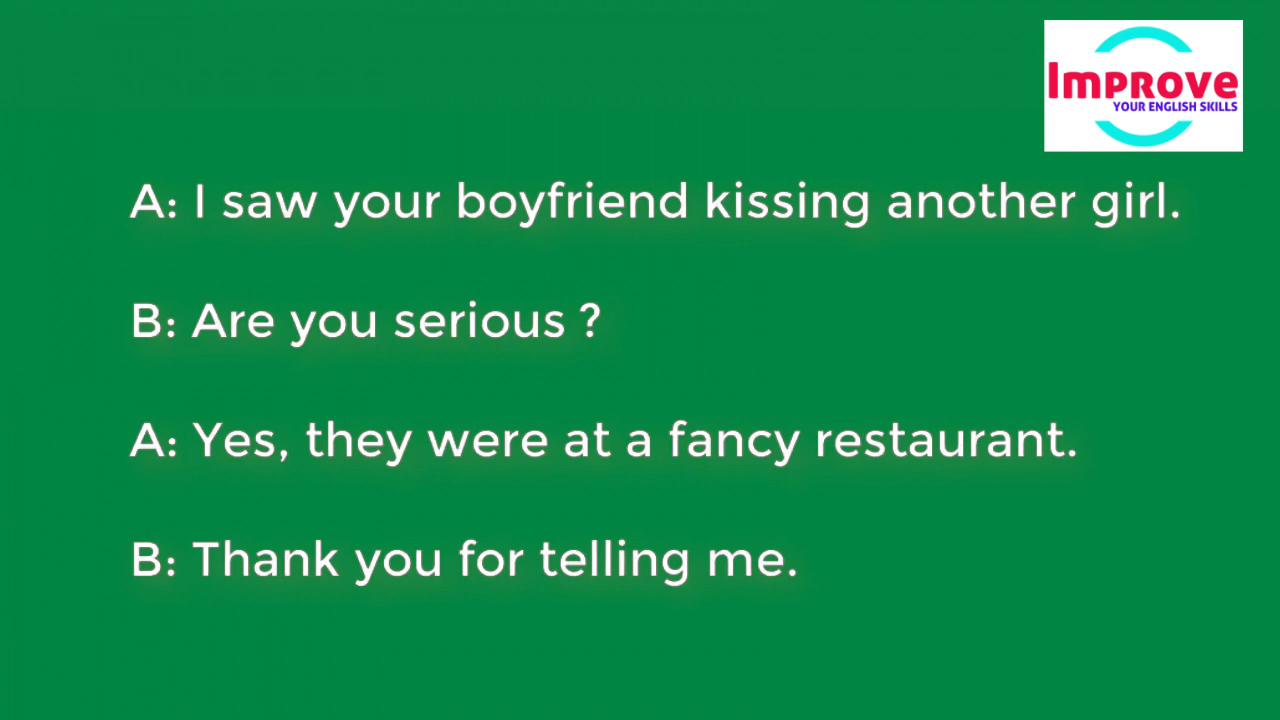 Improve
YOUR ENGLISH SKILLS
A: I saw your boyfriend kissing another girl.
B: Are you serious ?
A: Yes, they were at a fancy restaurant.
B: Thank you for telling me.